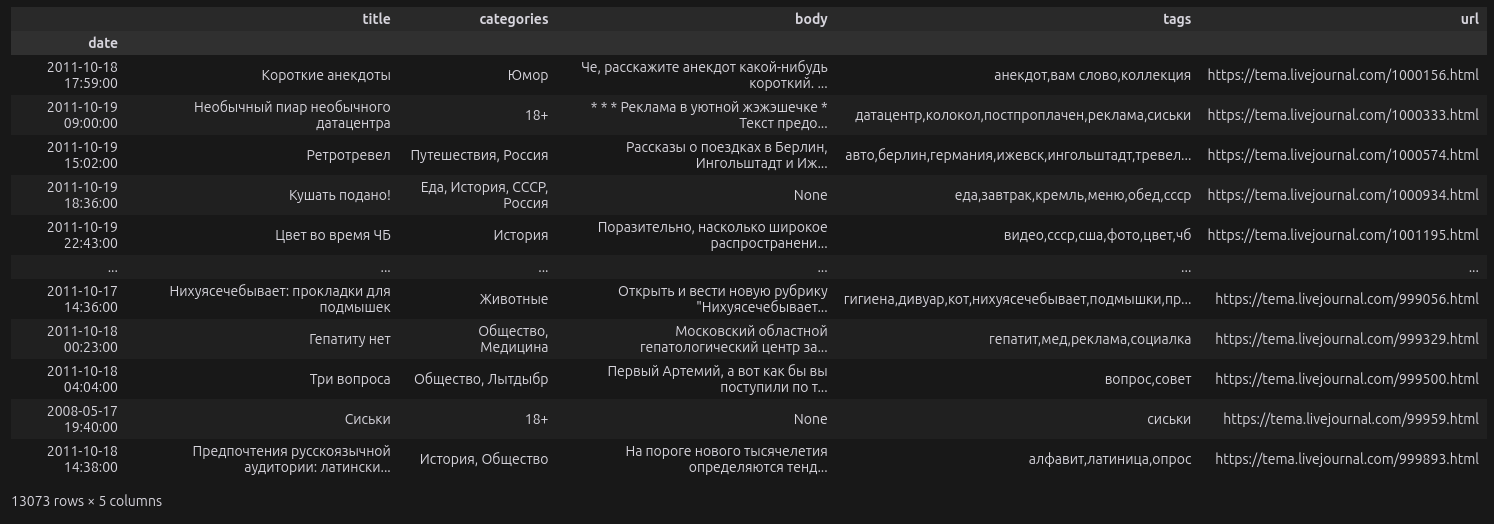 title categories body tags url
date
2011-10-18 17:59:00 Короткие анекдоты Юмор Че, расскажите анекдот какой-нибудь короткий. ... анекдот,вам слово,коллекция https://tema.livejournal.com/1000156.html
2011-10-19 09:00:00 Необычный пиар необычного датацентра 18+ * * * Реклама в уютной жэжэшечке * Текст предо... датацентр,колокол,постпроплачен,реклама,сиськи https://tema.livejournal.com/1000333.html
2011-10-19 15:02:00 Ретротревел Путешествия, Россия Рассказы о поездках в Берлин, Ингольштадт и Иж... авто,берлин,германия,ижевск,ингольштадт,тревел... https://tema.livejournal.com/1000574.html
2011-10-19 18:36:00 Кушать подано! Еда, История, СССР, Россия None еда,завтрак,кремль,меню,обед,ссср https://tema.livejournal.com/1000934.html
2011-10-19 22:43:00 Цвет во время ЧБ История Поразительно, насколько широкое распространени... видео,ссср,сша,фото,цвет,чб https://tema.livejournal.com/1001195.html
... ... ... ... ... ...
2011-10-17 14:36:00 Нихуясечебывает: прокладки для подмышек Животные Открыть и вести новую рубрику "Нихуясечебывает... гигиена,дивуар,кот,нихуясечебывает,подмышки,пр... https://tema.livejournal.com/999056.html
2011-10-18 00:23:00 Гепатиту нет Общество, Медицина Московский областной гепатологический центр за... гепатит,мед,реклама,социалка https://tema.livejournal.com/999329.html
2011-10-18 04:04:00 Три вопроса Общество, Лытдыбр Первый Артемий, а вот как бы вы поступили по т... вопрос,совет https://tema.livejournal.com/999500.html
2008-05-17 19:40:00 Сиськи 18+ None сиськи https://tema.livejournal.com/99959.html
2011-10-18 14:38:00 Предпочтения русскоязычной аудитории: латински... История, Общество На пороге нового тысячелетия определяются тенд... алфавит,латиница,опрос https://tema.livejournal.com/999893.html
13073 rows × 5 columns